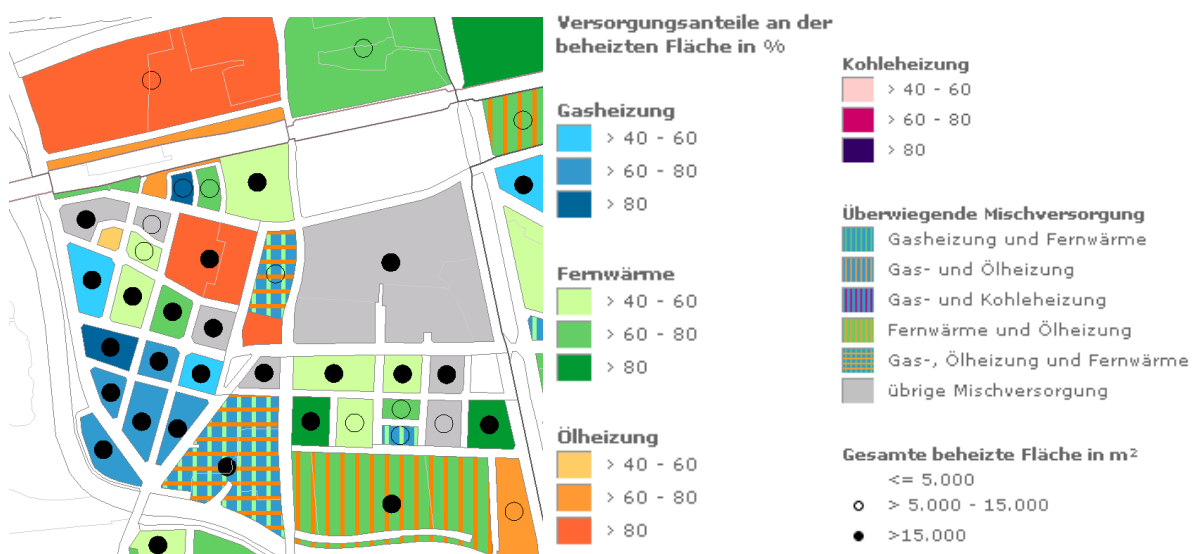 Versorgungsanteile an der
beheizten Fläche in %
Gasheizung
> 40 - 60
> 60 - 80
> 80
Fernwärme
> 40 - 60
> 60 - 80
> 80
Ölheizung
> 40 - 60
> 60 - 80
> 80
Kohleheizung
> 40 - 60
> 60 - 80
> 80
Überwiegende Mischversorgung
Gasheizung und Fernwärme
Gas- und Ölheizung
Gas- und Kohleheizung
Fernwärme und Ölheizung
Gas-, Ölheizung und Fernwärme
übrige Mischversorgung
Gesamte beheizte Fläche in m²
<= 5.000
> 5.000 - 15.000
>15.000